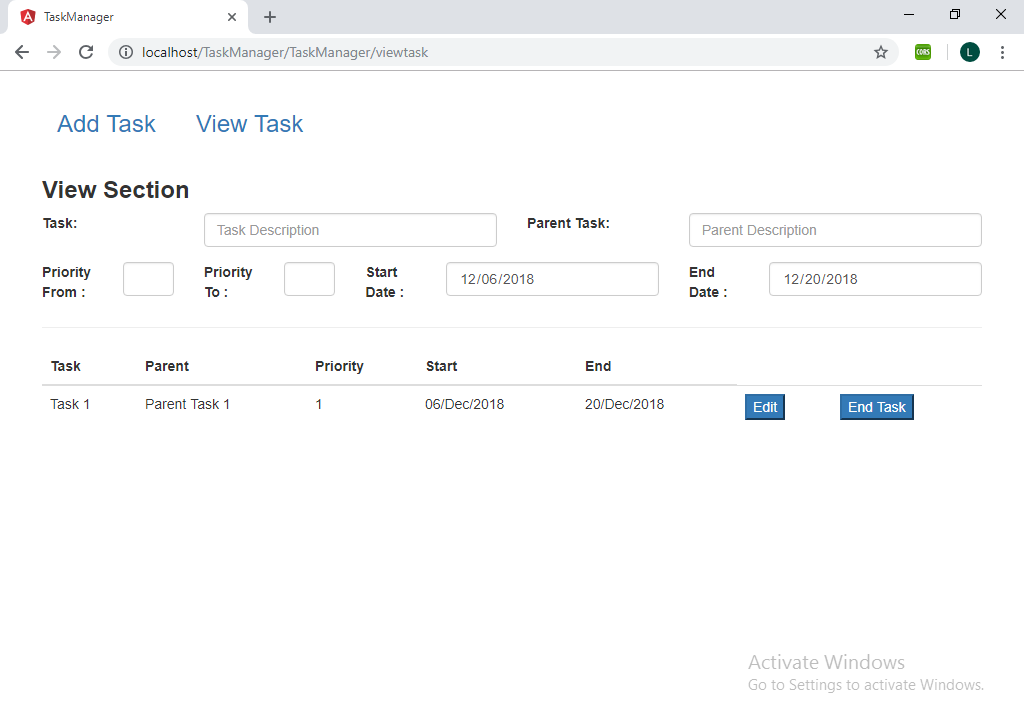 TaskManager
localhost/TaskManager/TaskManager/viewtask
CORS
L
Add Task View Task
View Section
Task: Task Description Parent Task: Parent Description
Priority From : Priority To : Start Date : 12/06/2018 End Date : 12/20/2018
Task Parent Priority Start End
Task 1 Parent Task 1 1 06/Dec/2018 20/Dec/2018 Edit End Task
Activate Windows
Go to Settings to activate Windows.